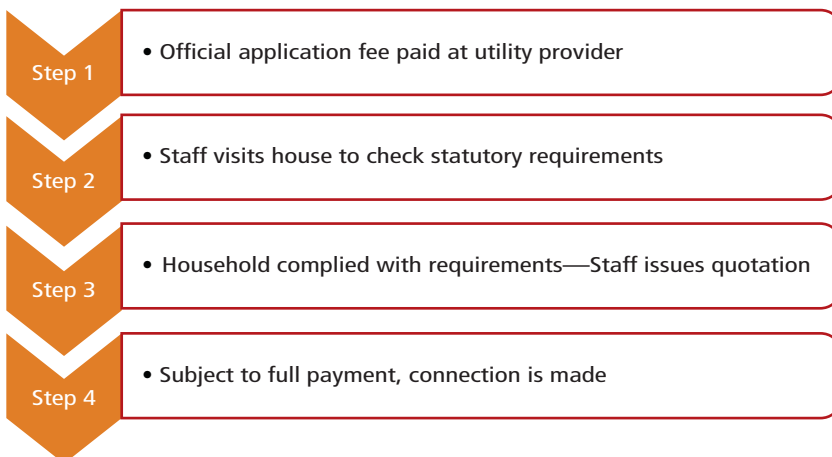 Step 1
• Official application fee paid at utility provider
Step 2
• Staff visits house to check statutory requirements
Step 3
• Household complied with requirements—Staff issues quotation
Step 4
• Subject to full payment, connection is made